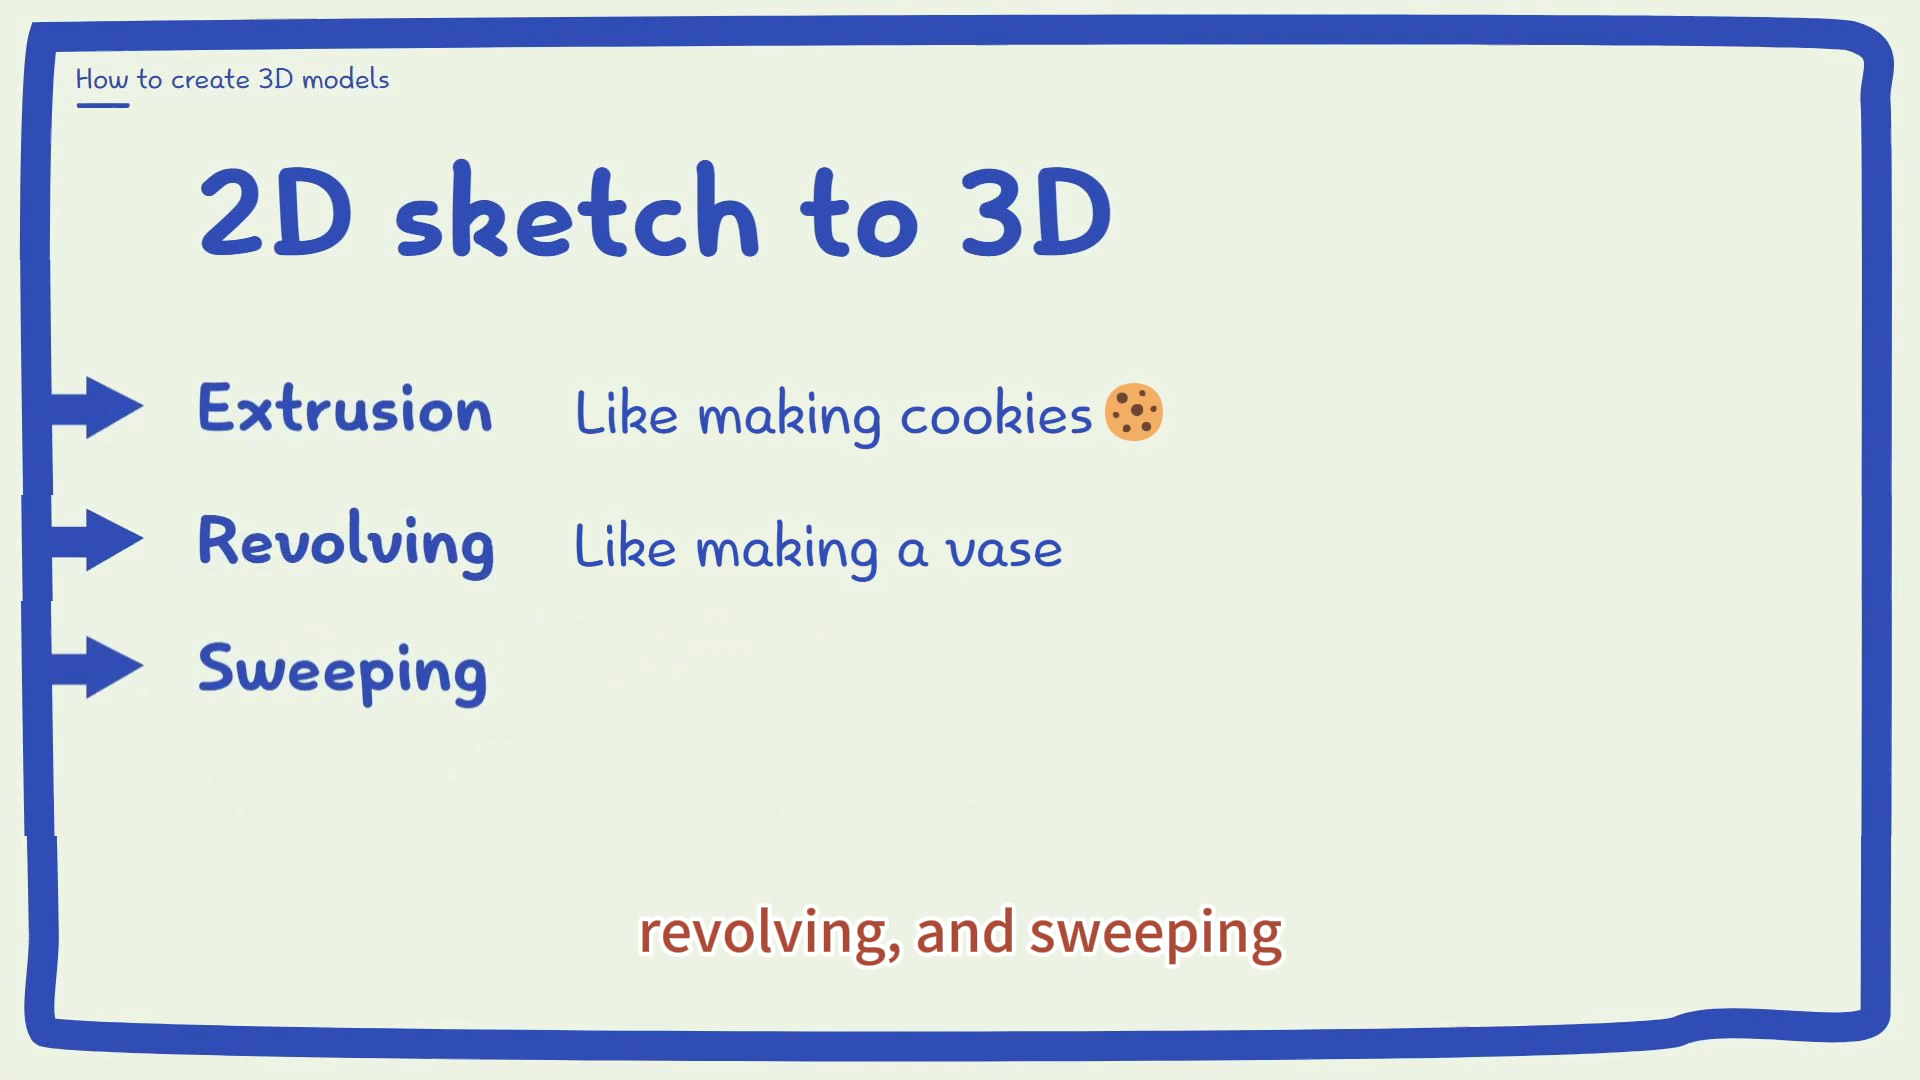 How to create 3D models
2D sketch to 3D
Extrusion Like making cookies
Revolving Like making a vase
Sweeping
revolving, and sweeping